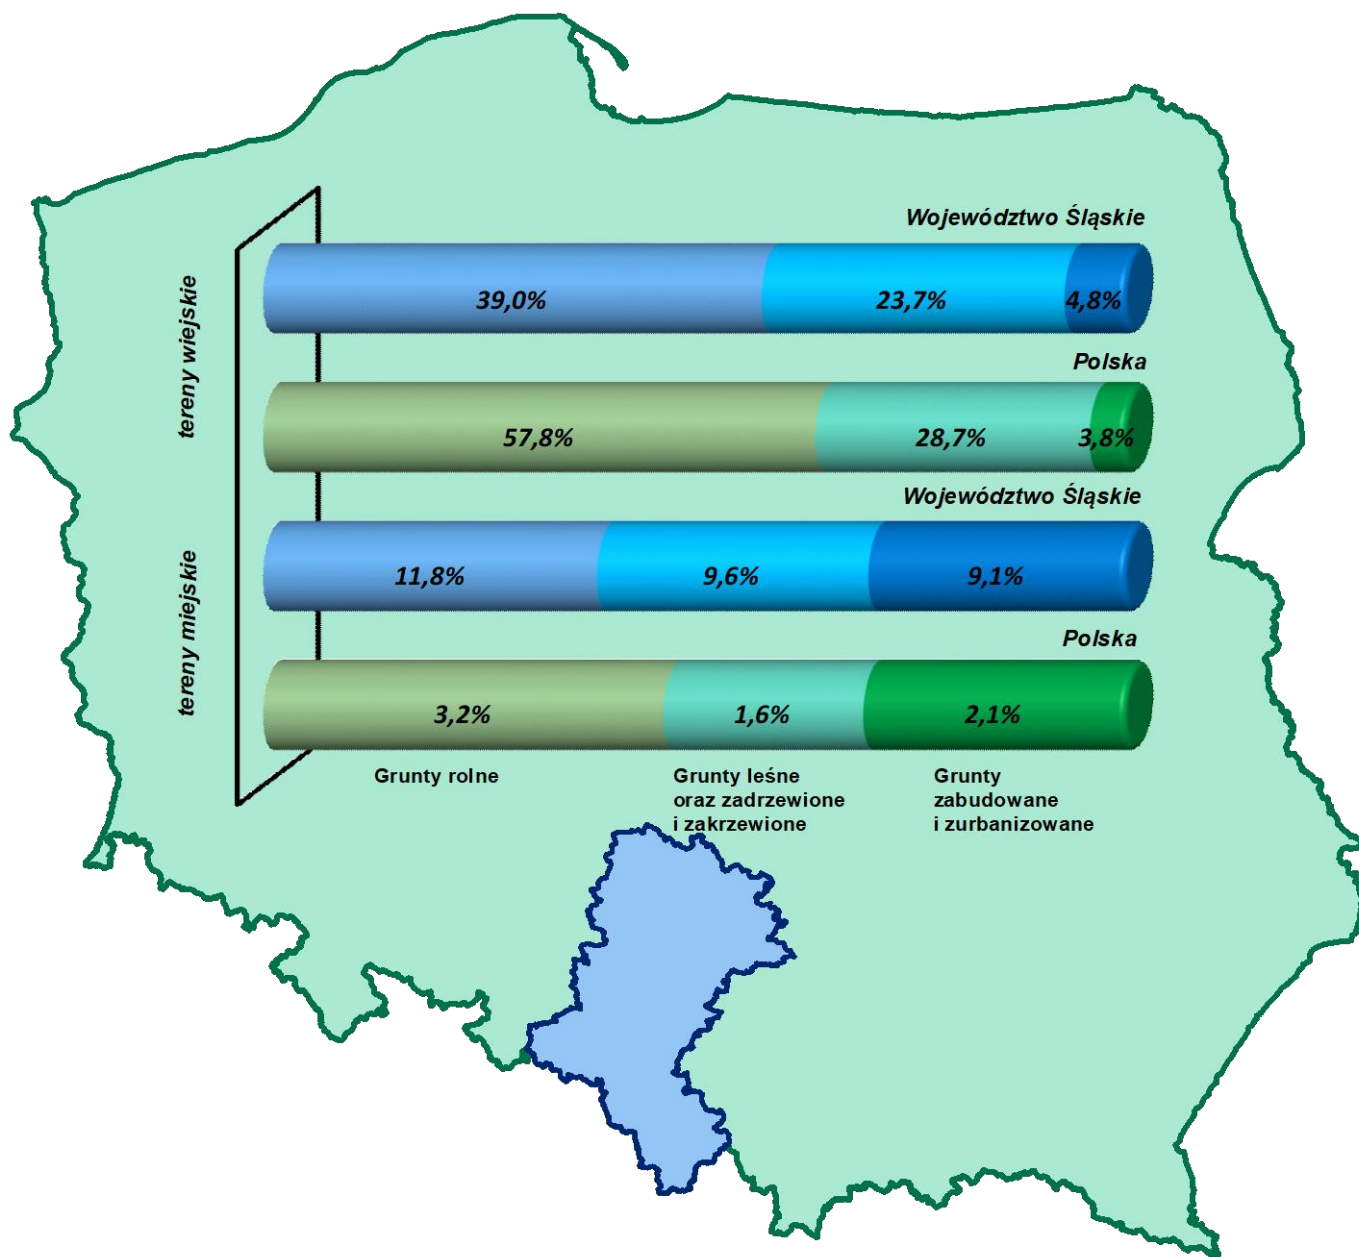 Województwo Śląskie
39,0% 23,7% 4,8%
Polska
57,8% 28,7% 3,8%
tereny wiejskie
Województwo Śląskie
11,8% 9,6% 9,1%
Polska
3,2% 1,6% 2,1%
tereny miejskie
Grunty rolne
Grunty leśne
oraz zadrzewione
i zakrzewione
Grunty
zabudowane
i zurbanizowane